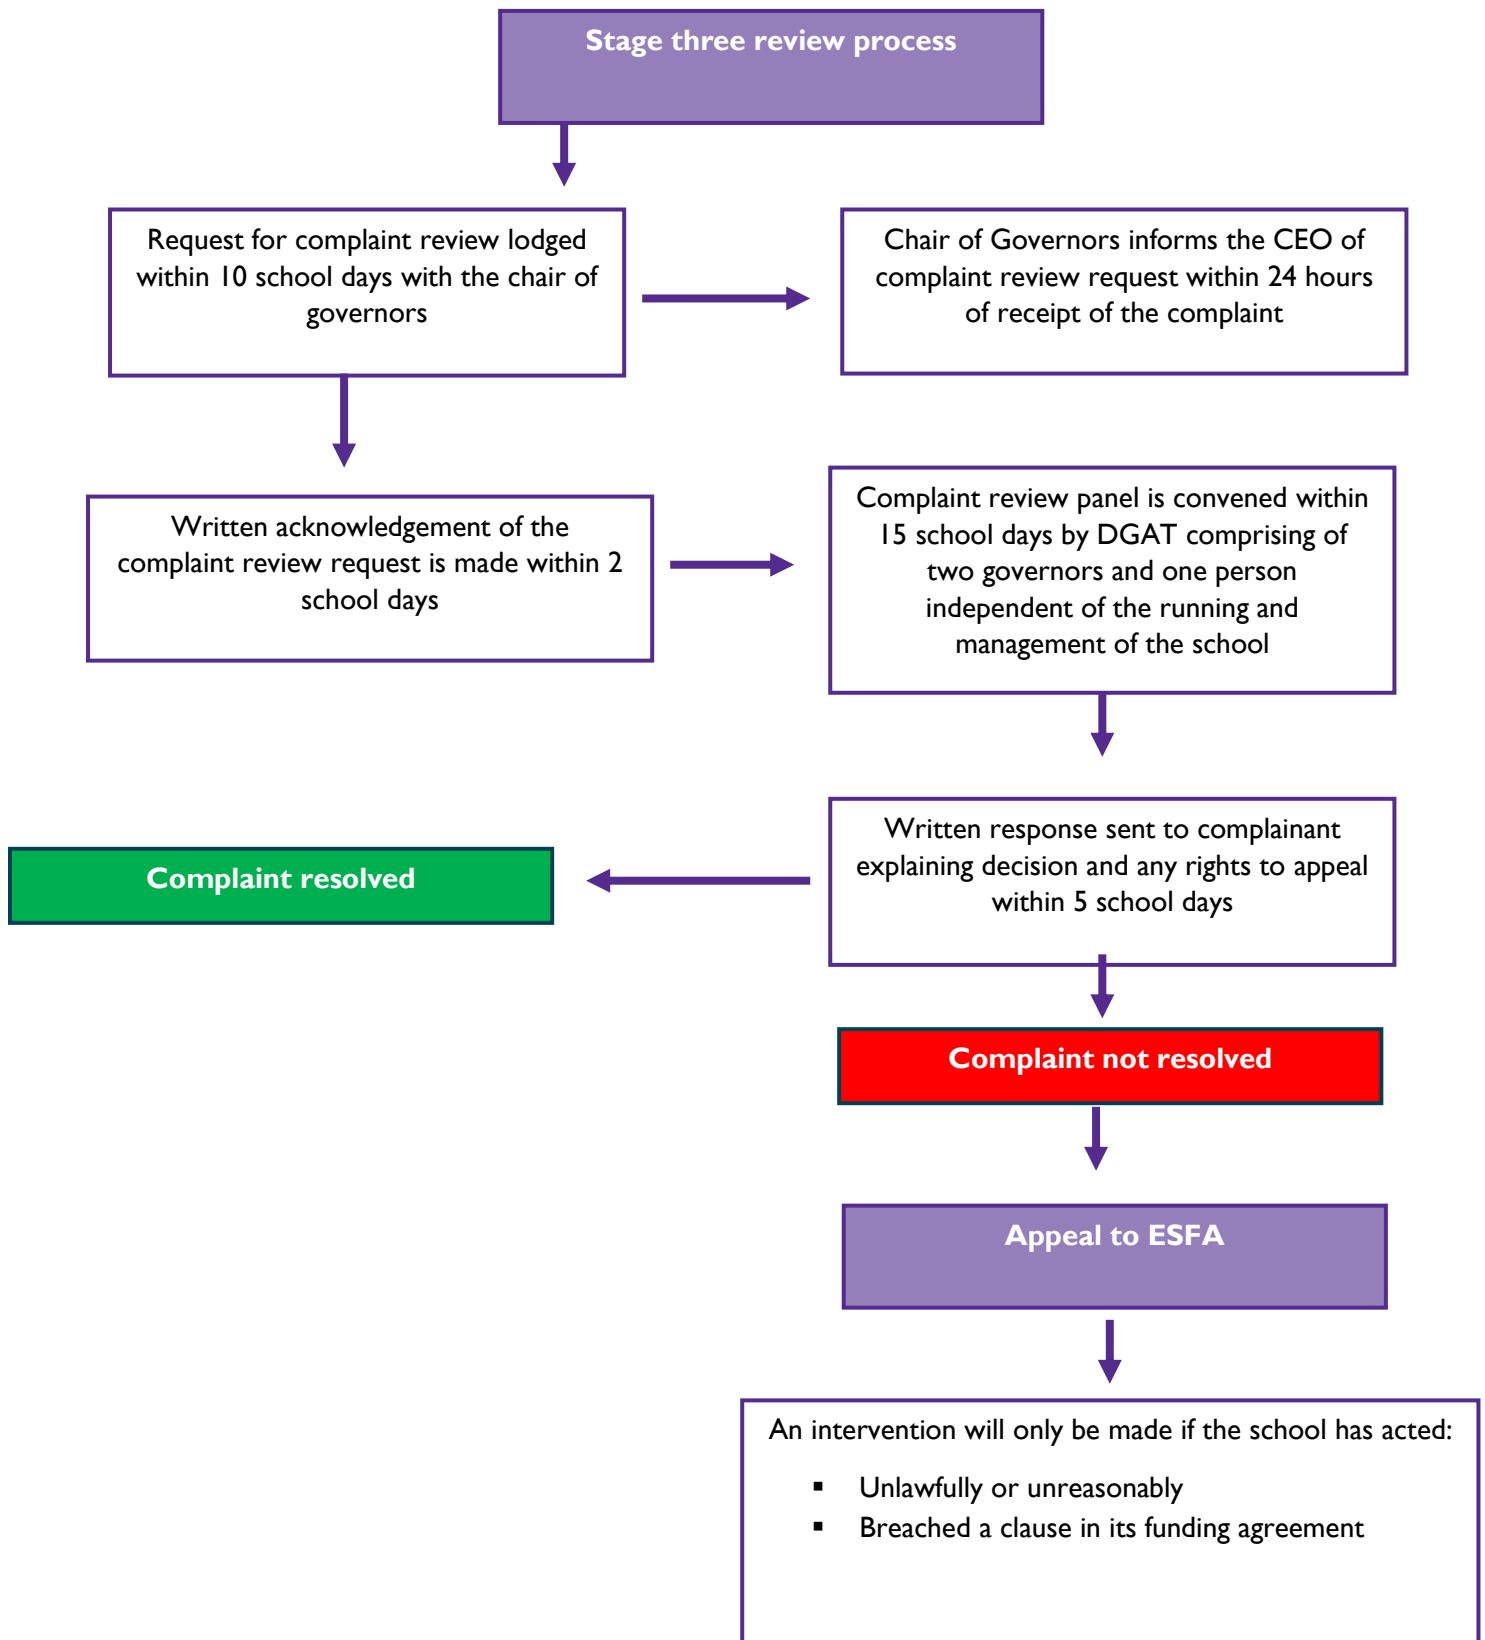 Stage three review process
Request for complaint review lodged
within 10 school days with the chair of
governors
Chair of Governors informs the CEO of
complaint review request within 24 hours
of receipt of the complaint
Written acknowledgement of the
complaint review request is made within 2
school days
Complaint review panel is convened within
15 school days by DGAT comprising of
two governors and one person
independent of the running and
management of the school
Written response sent to complainant
explaining decision and any rights to appeal
within 5 school days
Complaint resolved
Complaint not resolved
Appeal to ESFA
An intervention will only be made if the school has acted:
▪ Unlawfully or unreasonably
▪ Breached a clause in its funding agreement